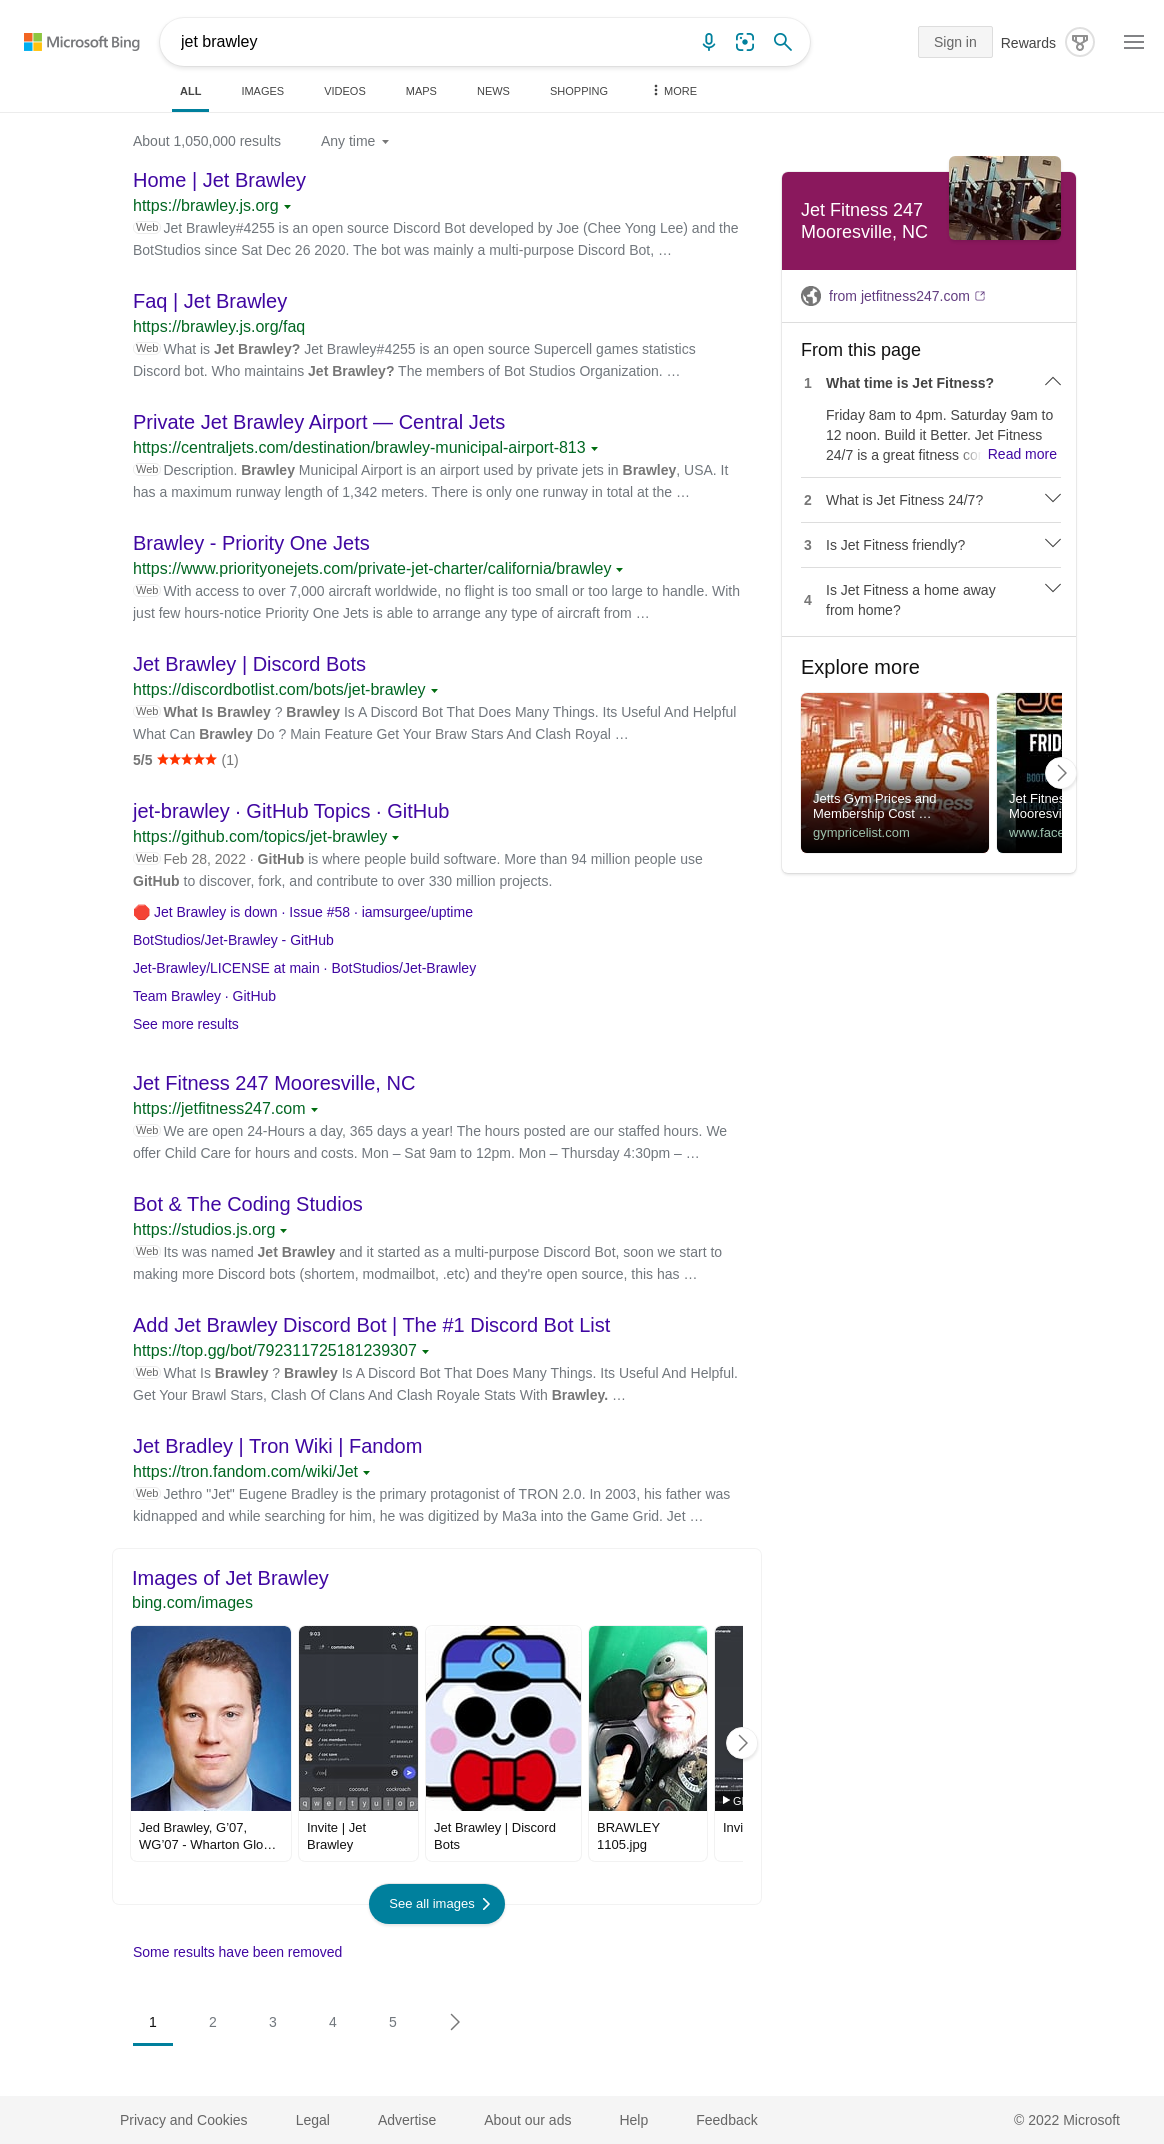 Microsoft Bing
jet brawley
Sign in
Rewards
ALL
IMAGES
VIDEOS
MAPS
NEWS
SHOPPING
MORE
About 1,050,000 results
Any time
Home | Jet Brawley
https://brawley.js.org
Web Jet Brawley#4255 is an open source Discord Bot developed by Joe (Chee Yong Lee) and the
BotStudios since Sat Dec 26 2020. The bot was mainly a multi-purpose Discord Bot, …
Faq | Jet Brawley
https://brawley.js.org/faq
Web What is Jet Brawley? Jet Brawley#4255 is an open source Supercell games statistics
Discord bot. Who maintains Jet Brawley? The members of Bot Studios Organization. …
Private Jet Brawley Airport — Central Jets
https://centraljets.com/destination/brawley-municipal-airport-813
Web Description. Brawley Municipal Airport is an airport used by private jets in Brawley, USA. It
has a maximum runway length of 1,342 meters. There is only one runway in total at the …
Brawley - Priority One Jets
https://www.priorityonejets.com/private-jet-charter/california/brawley
Web With access to over 7,000 aircraft worldwide, no flight is too small or too large to handle. With
just few hours-notice Priority One Jets is able to arrange any type of aircraft from …
Jet Brawley | Discord Bots
https://discordbotlist.com/bots/jet-brawley
Web What Is Brawley ? Brawley Is A Discord Bot That Does Many Things. Its Useful And Helpful
What Can Brawley Do ? Main Feature Get Your Braw Stars And Clash Royal …
5/5 ★★★★★ (1)
jet-brawley · GitHub Topics · GitHub
https://github.com/topics/jet-brawley
Web Feb 28, 2022 · GitHub is where people build software. More than 94 million people use
GitHub to discover, fork, and contribute to over 330 million projects.
🛑 Jet Brawley is down · Issue #58 · iamsurgee/uptime
BotStudios/Jet-Brawley - GitHub
Jet-Brawley/LICENSE at main · BotStudios/Jet-Brawley
Team Brawley · GitHub
See more results
Jet Fitness 247 Mooresville, NC
https://jetfitness247.com
Web We are open 24-Hours a day, 365 days a year! The hours posted are our staffed hours. We
offer Child Care for hours and costs. Mon – Sat 9am to 12pm. Mon – Thursday 4:30pm – …
Bot & The Coding Studios
https://studios.js.org
Web Its was named Jet Brawley and it started as a multi-purpose Discord Bot, soon we start to
making more Discord bots (shortem, modmailbot, .etc) and they're open source, this has …
Add Jet Brawley Discord Bot | The #1 Discord Bot List
https://top.gg/bot/792311725181239307
Web What Is Brawley ? Brawley Is A Discord Bot That Does Many Things. Its Useful And Helpful.
Get Your Brawl Stars, Clash Of Clans And Clash Royale Stats With Brawley. …
Jet Bradley | Tron Wiki | Fandom
https://tron.fandom.com/wiki/Jet
Web Jethro "Jet" Eugene Bradley is the primary protagonist of TRON 2.0. In 2003, his father was
kidnapped and while searching for him, he was digitized by Ma3a into the Game Grid. Jet …
Images of Jet Brawley
bing.com/images
9:03
commands
/ coc profile
/ coc clan
/ coc members
/ coc save
JET BRAWLEY
JET BRAWLEY
JET BRAWLEY
JET BRAWLEY
/coc
"coc" coconut cockroach
q w e r t y u i o p
Jed Brawley, G'07,
WG'07 - Wharton Glo…
Invite | Jet
Brawley
Jet Brawley | Discord
Bots
BRAWLEY
1105.jpg
Invi
See all images
Some results have been removed
1
2
3
4
5
Jet Fitness 247
Mooresville, NC
from jetfitness247.com
From this page
1 What time is Jet Fitness?
Friday 8am to 4pm. Saturday 9am to
12 noon. Build it Better. Jet Fitness
24/7 is a great fitness co Read more
2 What is Jet Fitness 24/7?
3 Is Jet Fitness friendly?
4 Is Jet Fitness a home away
from home?
Explore more
jetts
24 hour fitness
Jetts Gym Prices and
Membership Cost …
gympricelist.com
FRID
BOOT
Jet Fitnes
Mooresvi
www.face
Privacy and Cookies
Legal
Advertise
About our ads
Help
Feedback
© 2022 Microsoft